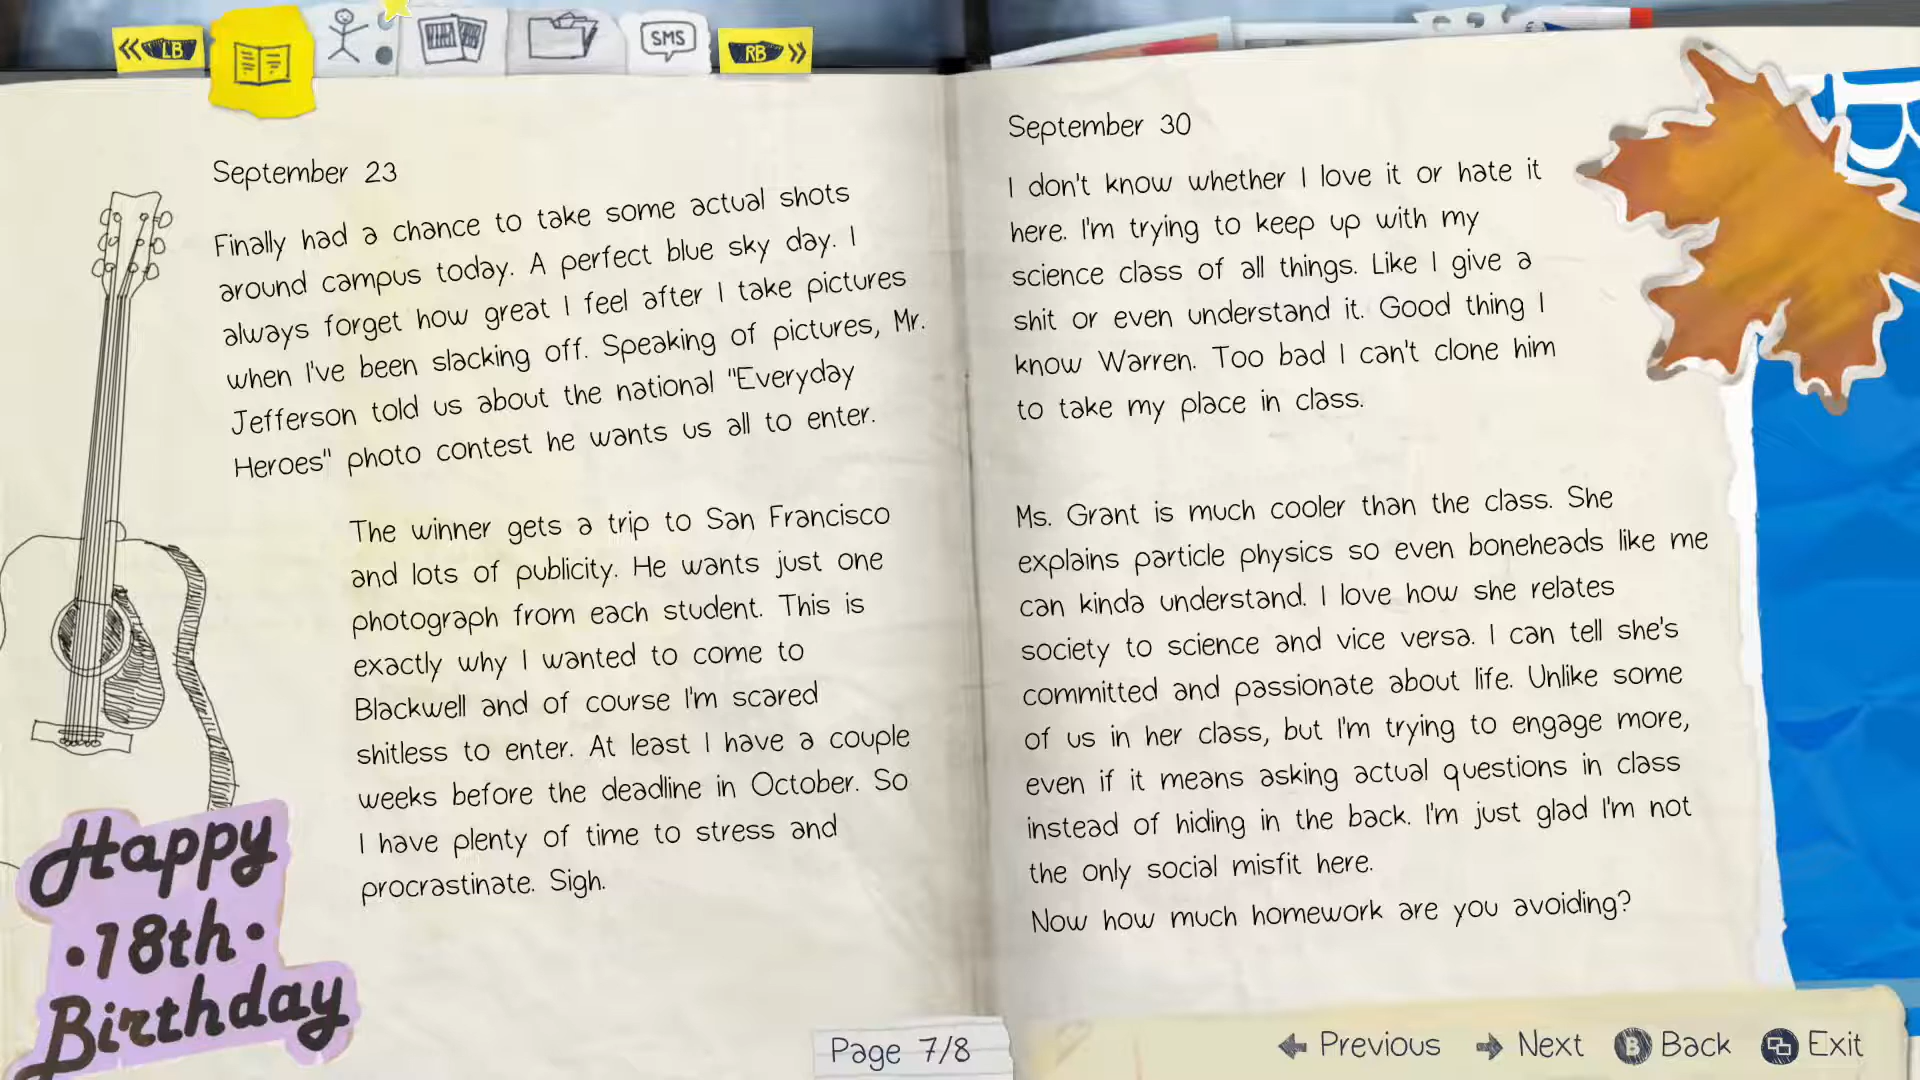 LB
SMS
RB
September 23
Finally had a chance to take some actual shots
around campus today. A perfect blue sky day. I
always forget how great I feel after I take pictures
when I've been slacking off. Speaking of pictures, Mr.
Jefferson told us about the national "Everyday
Heroes" photo contest he wants us all to enter.
The winner gets a trip to San Francisco
and lots of publicity. He wants just one
photograph from each student. This is
exactly why I wanted to come to
Blackwell and of course I'm scared
shitless to enter. At least I have a couple
weeks before the deadline in October. So
I have plenty of time to stress and
procrastinate. Sigh.
Happy
•18th•
Birthday
September 30
I don't know whether I love it or hate it
here. I'm trying to keep up with my
science class of all things. Like I give a
shit or even understand it. Good thing I
know Warren. Too bad I can't clone him
to take my place in class.
Ms. Grant is much cooler than the class. She
explains particle physics so even boneheads like me
can kinda understand. I love how she relates
society to science and vice versa. I can tell she's
committed and passionate about life. Unlike some
of us in her class, but I'm trying to engage more,
even if it means asking actual questions in class
instead of hiding in the back. I'm just glad I'm not
the only social misfit here.
Now how much homework are you avoiding?
B
Page 7/8
Previous
Next
B Back
Exit